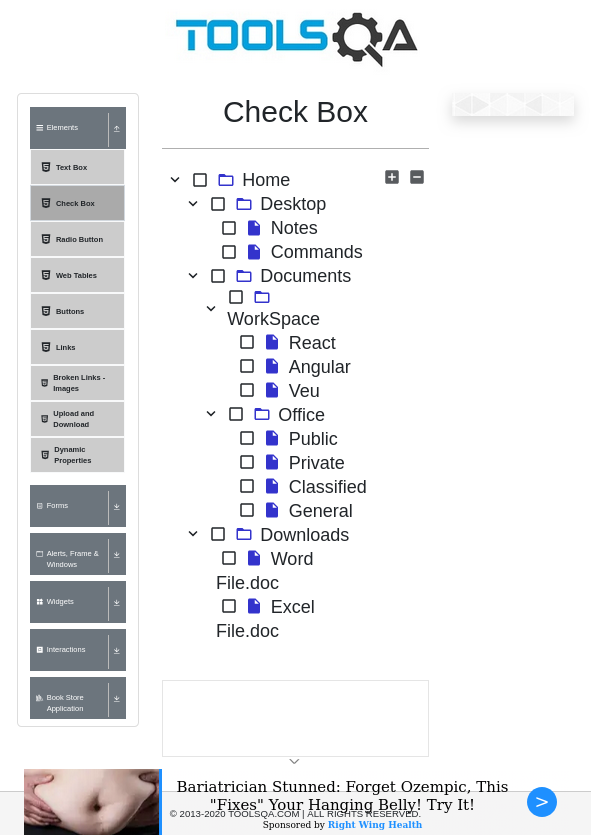 TOOLSQA
Elements
Text Box
Check Box
Radio Button
Web Tables
Buttons
Links
Broken Links -
Images
Upload and
Download
Dynamic
Properties
Forms
Alerts, Frame &
Windows
Widgets
Interactions
Book Store
Application
Check Box
Home
Desktop
Notes
Commands
Documents
WorkSpace
React
Angular
Veu
Office
Public
Private
Classified
General
Downloads
Word
File.doc
Excel
File.doc
Bariatrician Stunned: Forget Ozempic, This
"Fixes" Your Hanging Belly! Try It!
© 2013-2020 TOOLSQA.COM | ALL RIGHTS RESERVED.
Sponsored by Right Wing Health